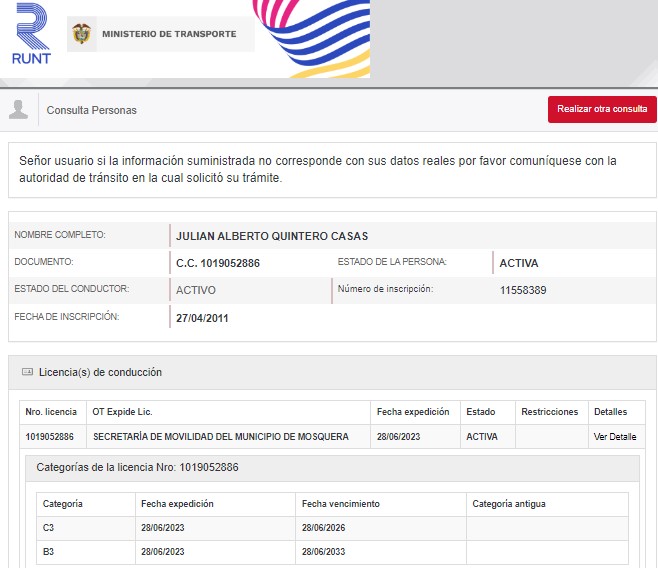 RUNT
MINISTERIO DE TRANSPORTE
Consulta Personas
Realizar otra consulta
Señor usuario si la información suministrada no corresponde con sus datos reales por favor comuníquese con la
autoridad de tránsito en la cual solicitó su trámite.
NOMBRE COMPLETO: JULIAN ALBERTO QUINTERO CASAS
DOCUMENTO: C.C. 1019052886 ESTADO DE LA PERSONA: ACTIVA
ESTADO DEL CONDUCTOR: ACTIVO Número de inscripción: 11558389
FECHA DE INSCRIPCIÓN: 27/04/2011
Licencia(s) de conducción
Nro. licencia OT Expide Lic. Fecha expedición Estado Restricciones Detalles
1019052886 SECRETARÍA DE MOVILIDAD DEL MUNICIPIO DE MOSQUERA 28/06/2023 ACTIVA Ver Detalle
Categorías de la licencia Nro: 1019052886
Categoría Fecha expedición Fecha vencimiento Categoría antigua
C3 28/06/2023 28/06/2026
B3 28/06/2023 28/06/2033